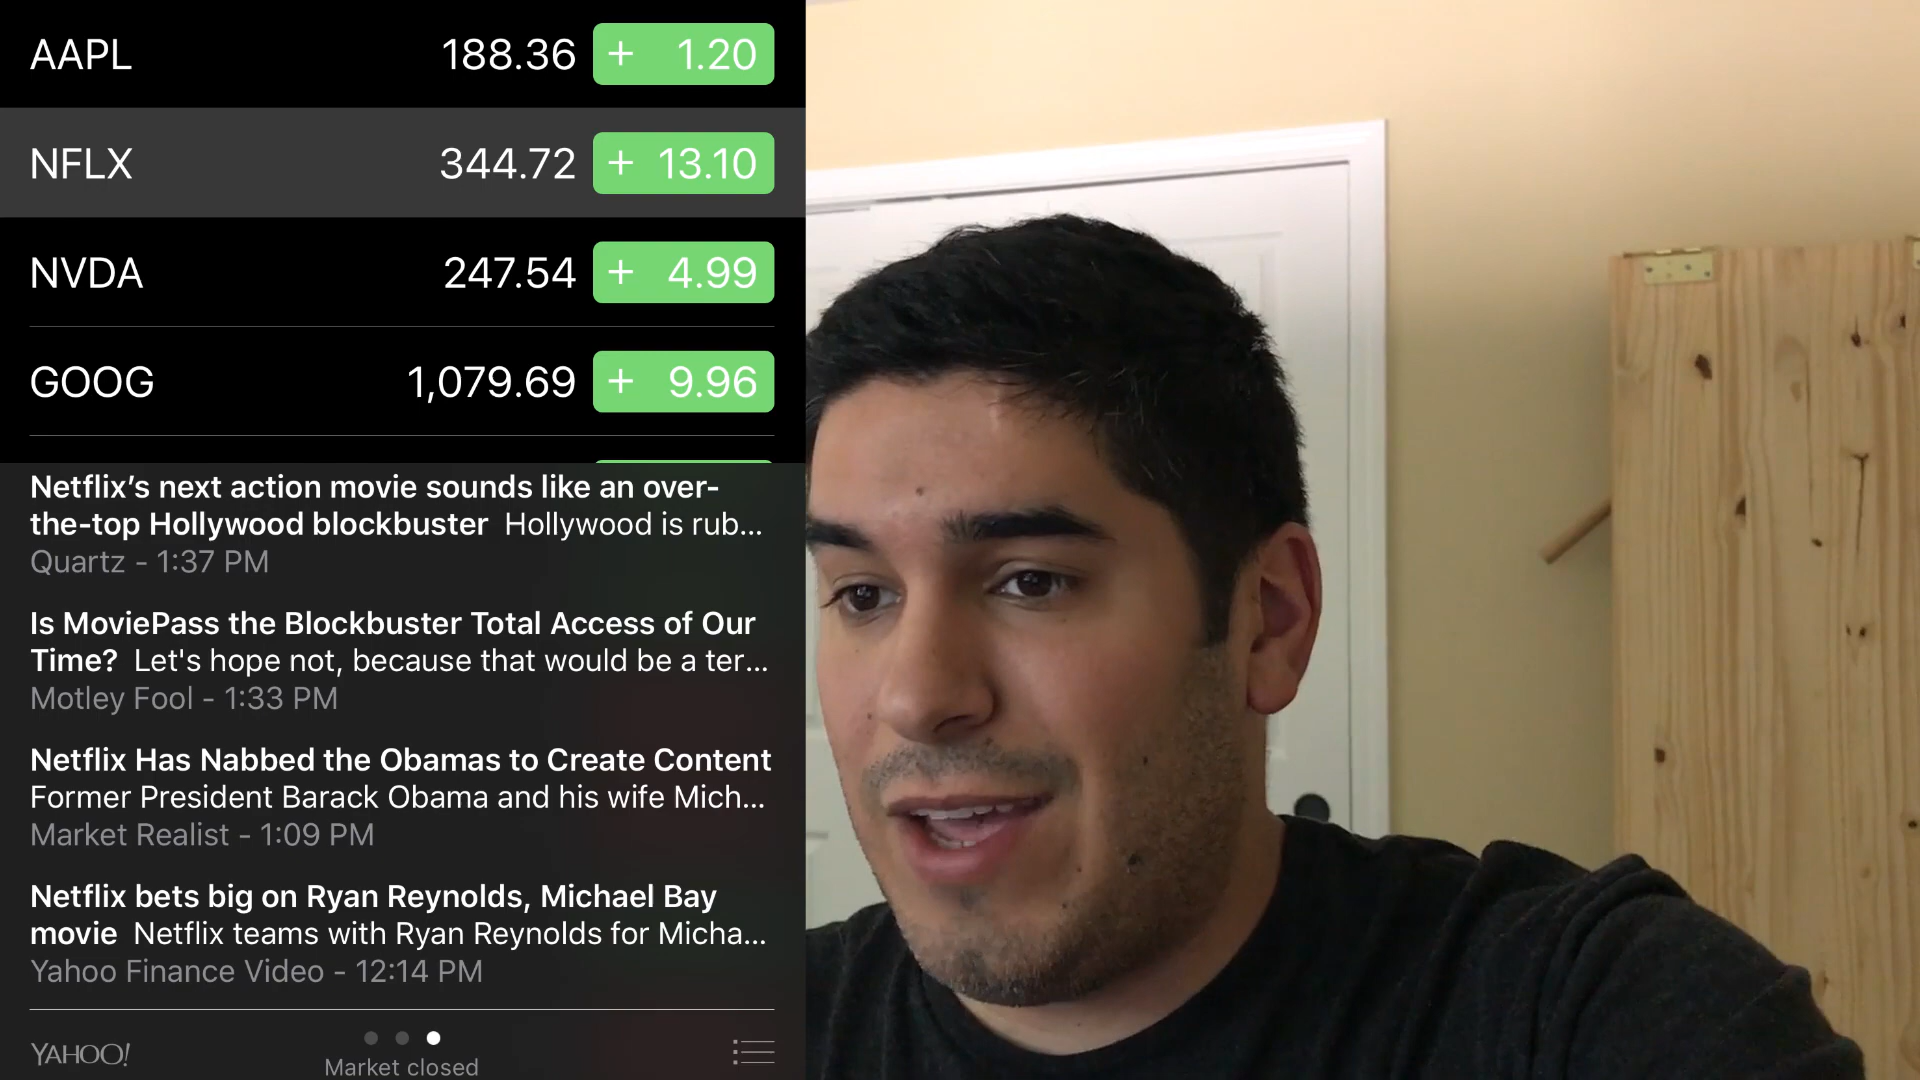 AAPL 188.36 + 1.20
NFLX 344.72 + 13.10
NVDA 247.54 + 4.99
GOOG 1,079.69 + 9.96
Netflix’s next action movie sounds like an over-
the-top Hollywood blockbuster Hollywood is rub...
Quartz - 1:37 PM
Is MoviePass the Blockbuster Total Access of Our
Time? Let's hope not, because that would be a ter...
Motley Fool - 1:33 PM
Netflix Has Nabbed the Obamas to Create Content
Former President Barack Obama and his wife Mich...
Market Realist - 1:09 PM
Netflix bets big on Ryan Reynolds, Michael Bay
movie Netflix teams with Ryan Reynolds for Micha...
Yahoo Finance Video - 12:14 PM
YAHOO!
Market closed